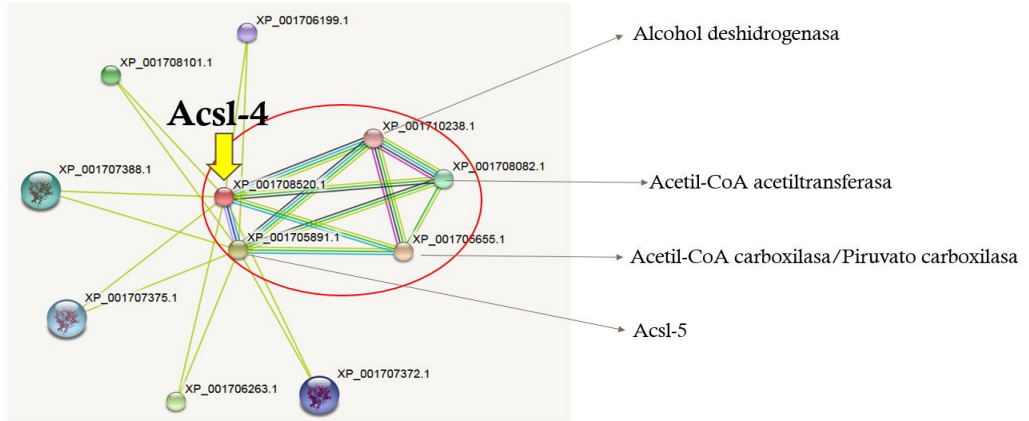 XP_001706199.1
Alcohol deshidrogenasa
XP_001708101.1
Acsl-4
XP_001710238.1
XP_001707388.1
XP_001708082.1
XP_001708520.1
Acetil-CoA acetiltransferasa
XP_001705891.1
XP_001705655.1
Acetil-CoA carboxilasa/Piruvato carboxilasa
XP_001707375.1
Acsl-5
XP_001706263.1
XP_001707372.1